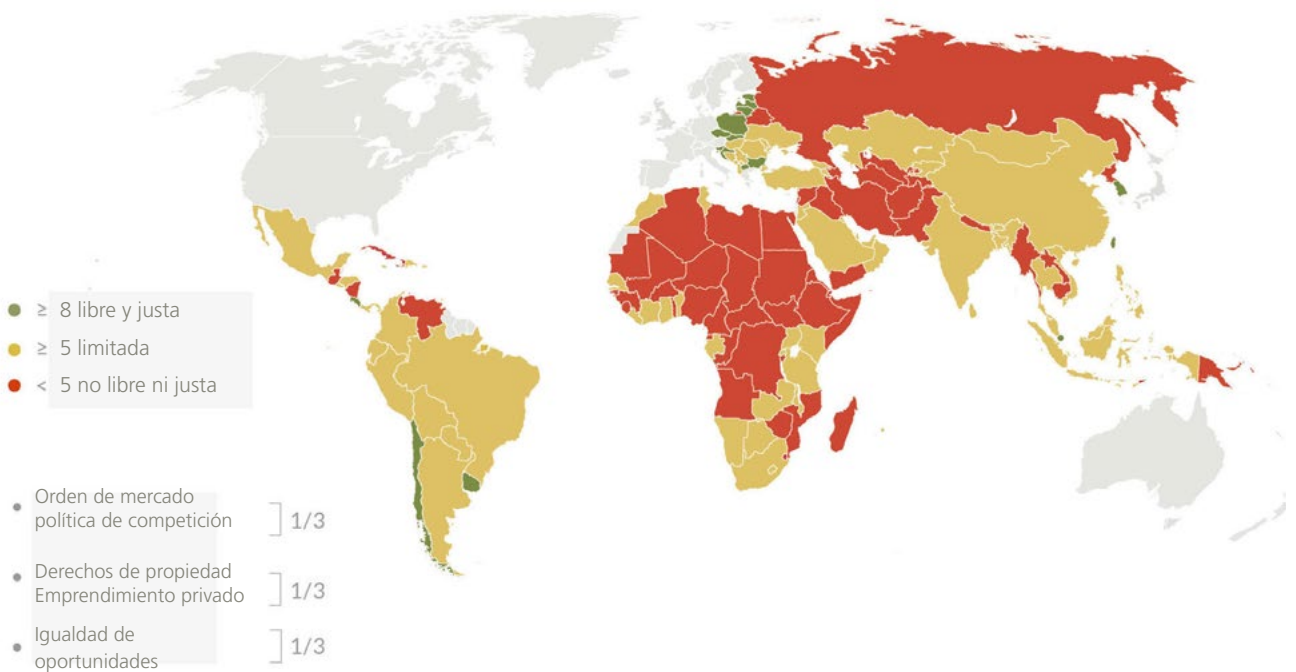 ≥ 8 libre y justa
≥ 5 limitada
< 5 no libre ni justa
Orden de mercado
política de competición
1/3
Derechos de propiedad
Emprendimiento privado
1/3
Igualdad de
oportunidades
1/3